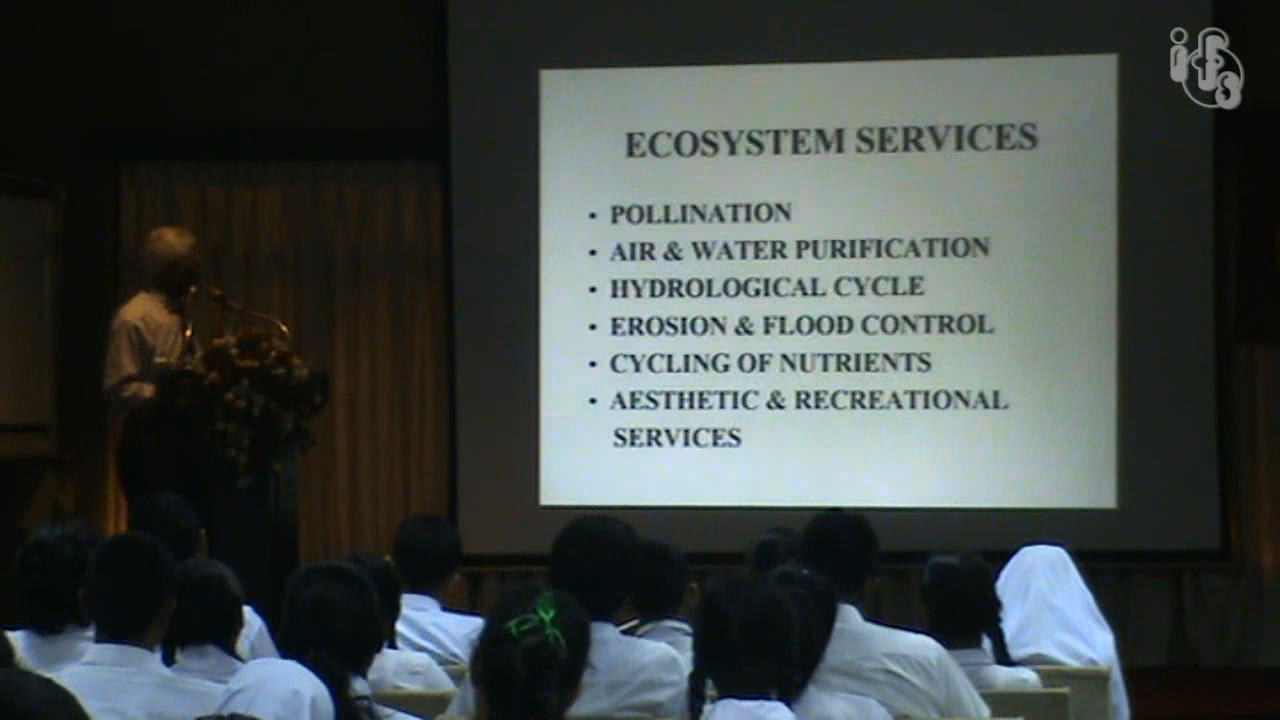 ECOSYSTEM SERVICES
• POLLINATION
• AIR & WATER PURIFICATION
• HYDROLOGICAL CYCLE
• EROSION & FLOOD CONTROL
• CYCLING OF NUTRIENTS
• AESTHETIC & RECREATIONAL
SERVICES